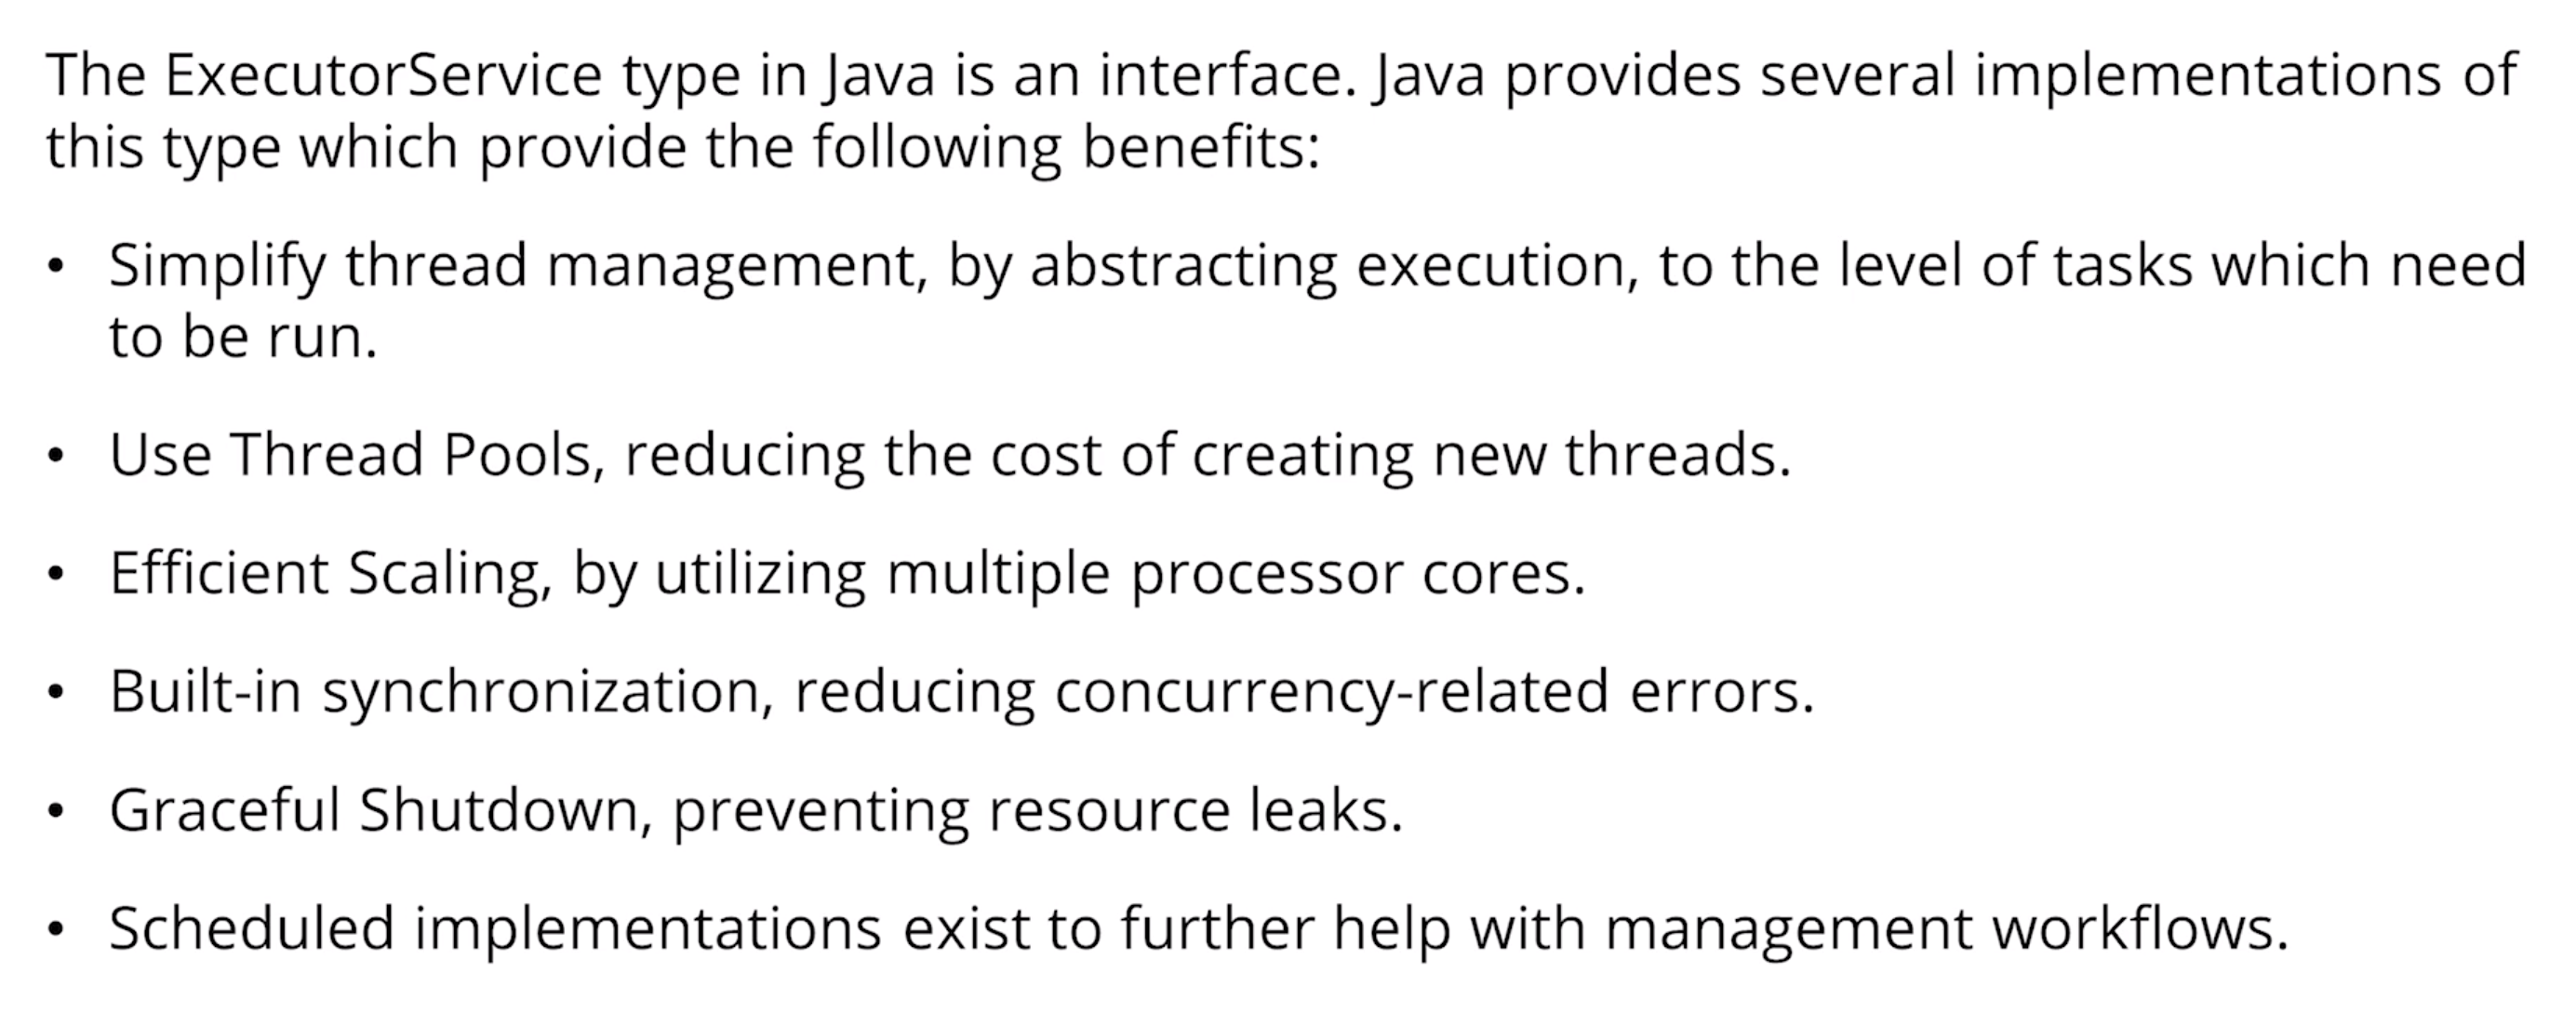 The ExecutorService type in Java is an interface. Java provides several implementations of
this type which provide the following benefits:
• Simplify thread management, by abstracting execution, to the level of tasks which need
to be run.
• Use Thread Pools, reducing the cost of creating new threads.
• Efficient Scaling, by utilizing multiple processor cores.
• Built-in synchronization, reducing concurrency-related errors.
• Graceful Shutdown, preventing resource leaks.
• Scheduled implementations exist to further help with management workflows.